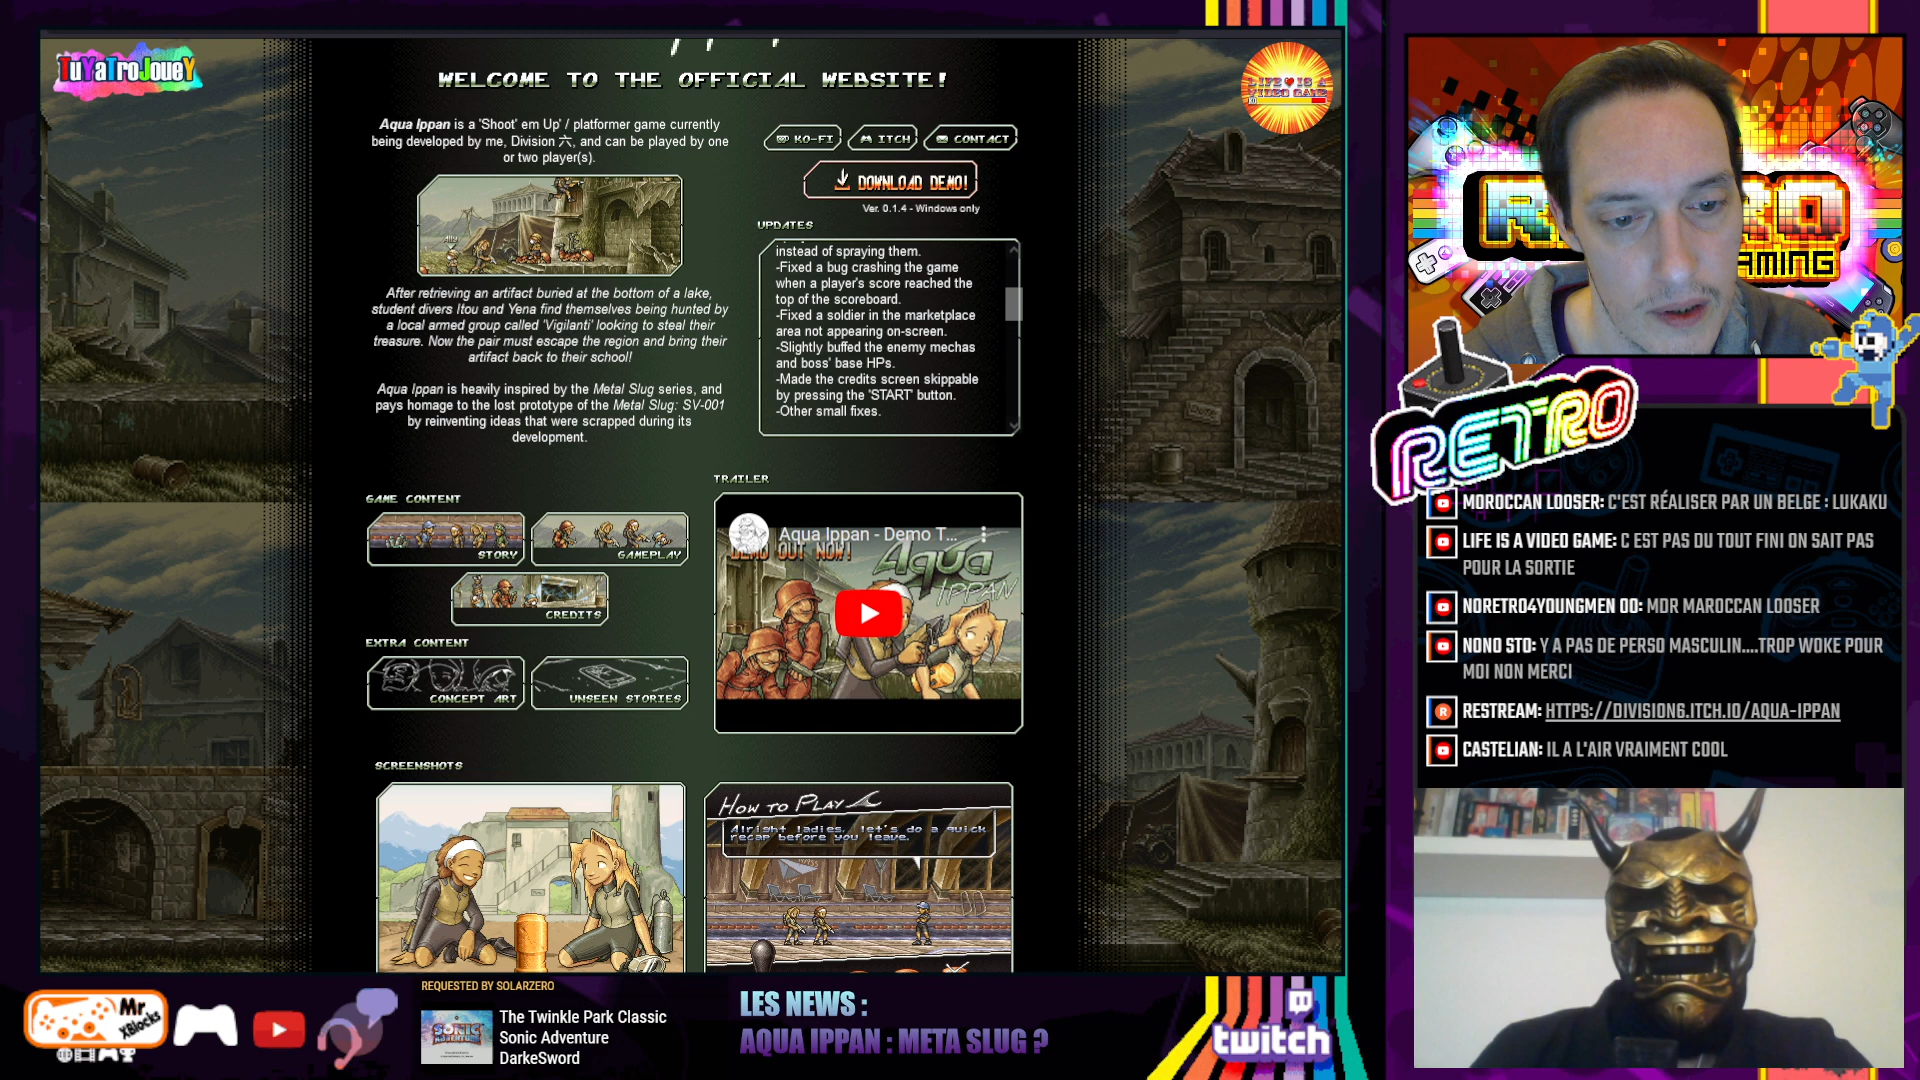 TuYaTroJoueY
WELCOME TO THE OFFICIAL WEBSITE!
LIFE IS A
VIDEO GAME
Aqua Ippan is a 'Shoot' em Up' / platformer game currently
being developed by me, Division 六, and can be played by one
or two player(s).
After retrieving an artifact buried at the bottom of a lake,
student divers Itou and Yena find themselves being hunted by
a local armed group called 'Vigilanti' looking to steal their
treasure. Now the pair must escape the region and bring their
artifact back to their school!
Aqua Ippan is heavily inspired by the Metal Slug series, and
pays homage to the lost prototype of the Metal Slug: SV-001
by reinventing ideas that were scrapped during its
development.
KO-FI
ITCH
CONTACT
DOWNLOAD DEMO!
Ver. 0.1.4 - Windows only
UPDATES
instead of spraying them.
-Fixed a bug crashing the game
when a player's score reached the
top of the scoreboard.
-Fixed a soldier in the marketplace
area not appearing on-screen.
-Slightly buffed the enemy mechas
and boss' base HPs.
-Made the credits screen skippable
by pressing the 'START' button.
-Other small fixes.
GAME CONTENT
STORY
GAMEPLAY
CREDITS
EXTRA CONTENT
CONCEPT ART
UNSEEN STORIES
TRAILER
Aqua Ippan - Demo T...
DEMO OUT NOW!
Aqua
IPPAN
SCREENSHOTS
How to Play
Alright ladies, let's do a quick
recap before you leave.
RETRO
MOROCCAN LOOSER: C'EST RÉALISER PAR UN BELGE : LUKAKU
LIFE IS A VIDEO GAME: C EST PAS DU TOUT FINI ON SAIT PAS
POUR LA SORTIE
NORETRO4YOUNGMEN OO: MDR MAROCCAN LOOSER
NONO STO: Y A PAS DE PERSO MASCULIN....TROP WOKE POUR
MOI NON MERCI
RESTREAM: HTTPS://DIVISION6.ITCH.IO/AQUA-IPPAN
CASTELIAN: IL A L'AIR VRAIMENT COOL
Mr.
XBlocks
REQUESTED BY SOLARZERO
The Twinkle Park Classic
Sonic Adventure
DarkeSword
LES NEWS :
AQUA IPPAN : META SLUG ?
twitch